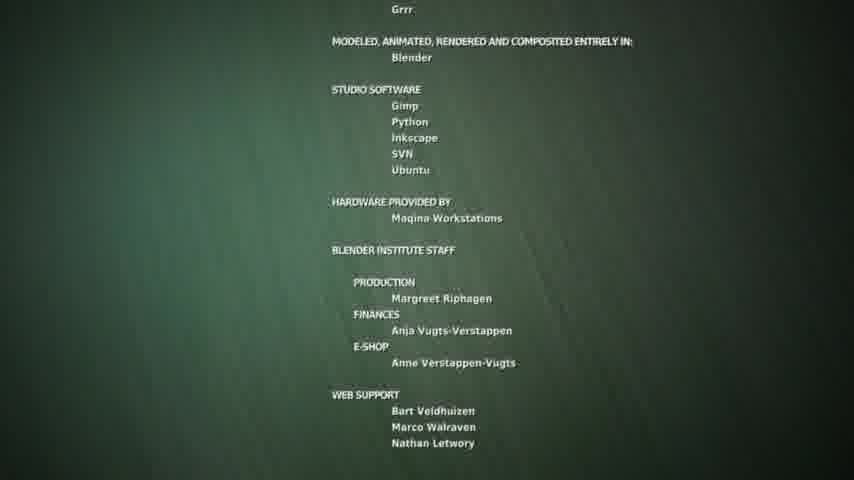 Grrr
MODELED, ANIMATED, RENDERED AND COMPOSITED ENTIRELY IN:
Blender
STUDIO SOFTWARE
Gimp
Python
Inkscape
SVN
Ubuntu
HARDWARE PROVIDED BY
Maqina Workstations
BLENDER INSTITUTE STAFF
PRODUCTION
Margreet Riphagen
FINANCES
Anja Vugts-Verstappen
E-SHOP
Anne Verstappen-Vugts
WEB SUPPORT
Bart Veldhuizen
Marco Walraven
Nathan Letwory